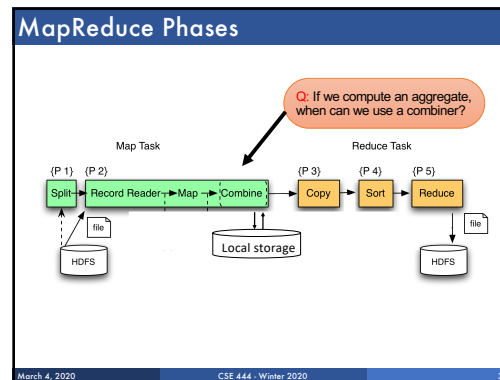 MapReduce Phases
Q: If we compute an aggregate,
when can we use a combiner?
Map Task
Reduce Task
{P 1}
{P 2}
{P 3}
{P 4}
{P 5}
Split
Record Reader
Map
Combine
Copy
Sort
Reduce
file
file
Local storage
HDFS
HDFS
March 4, 2020
CSE 444 - Winter 2020